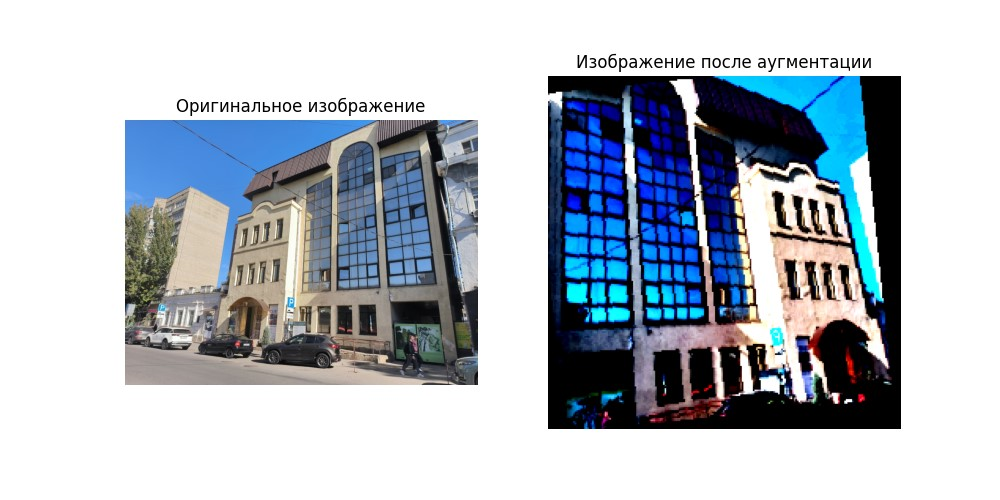 Оригинальное изображение
Изображение после аугментации
P
P